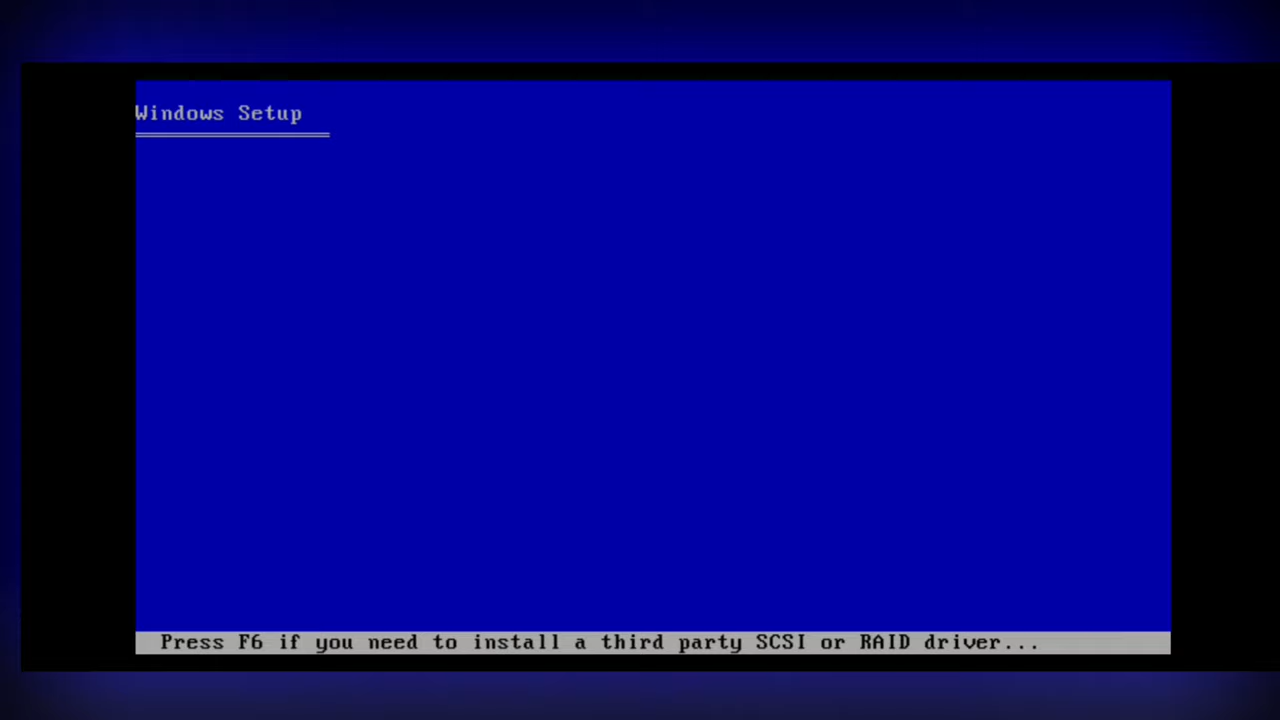 Windows Setup
Press F6 if you need to install a third party SCSI or RAID driver...